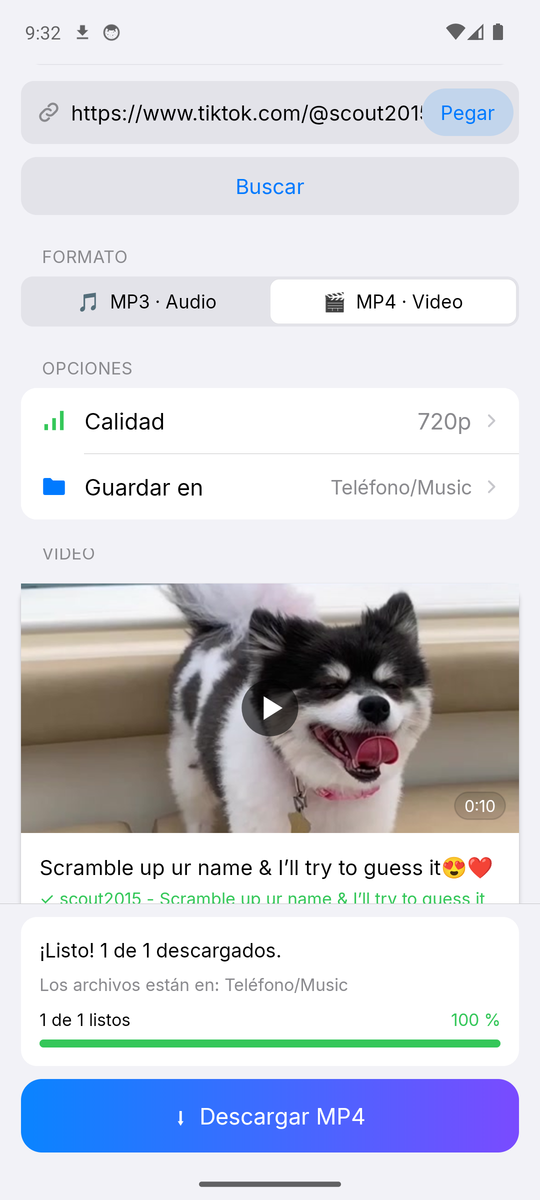 9:32
https://www.tiktok.com/@scout2015
Pegar
Buscar
FORMATO
MP3 · Audio
MP4 · Video
OPCIONES
Calidad
720p
Guardar en
Teléfono/Music
VIDEO
0:10
Scramble up ur name & I’ll try to guess it😍❤️
✓ scout2015 - Scramble up ur name & I’ll try to guess it
¡Listo! 1 de 1 descargados.
Los archivos están en: Teléfono/Music
1 de 1 listos
100 %
↓ Descargar MP4